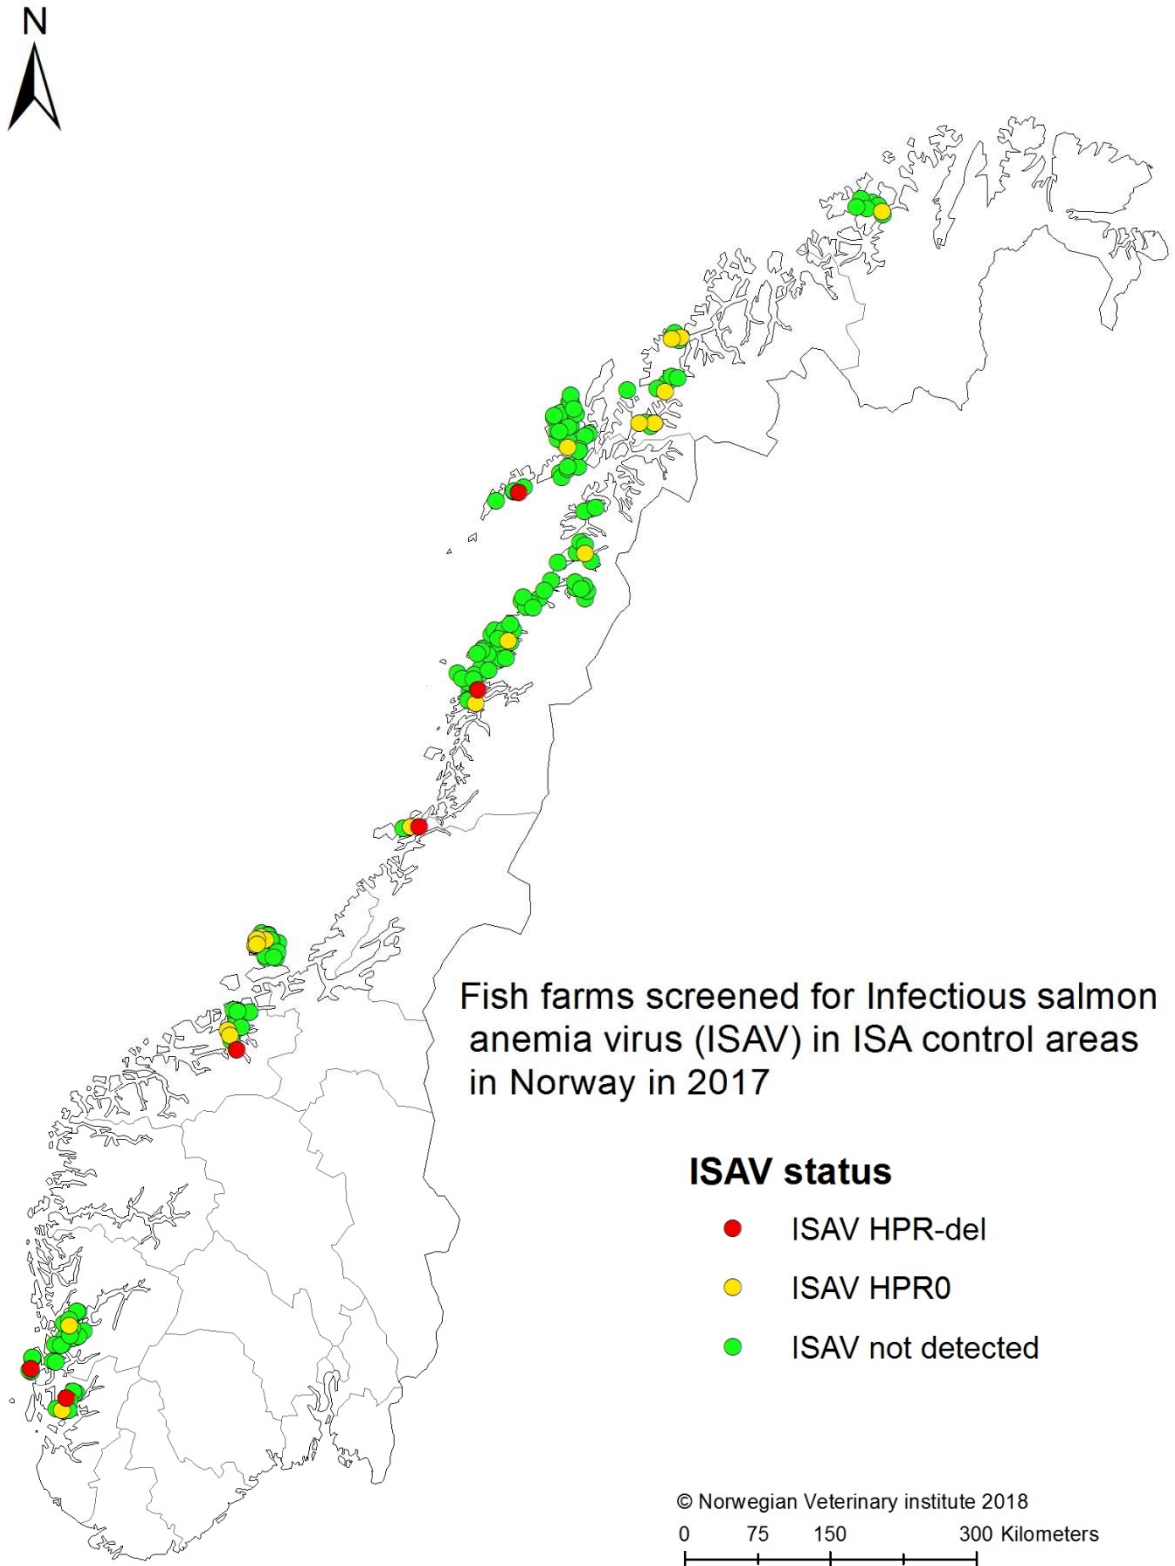 N
Fish farms screened for Infectious salmon
anemia virus (ISAV) in ISA control areas
in Norway in 2017
ISAV status
ISAV HPR-del
ISAV HPR0
ISAV not detected
© Norwegian Veterinary institute 2018
0 75 150 300 Kilometers